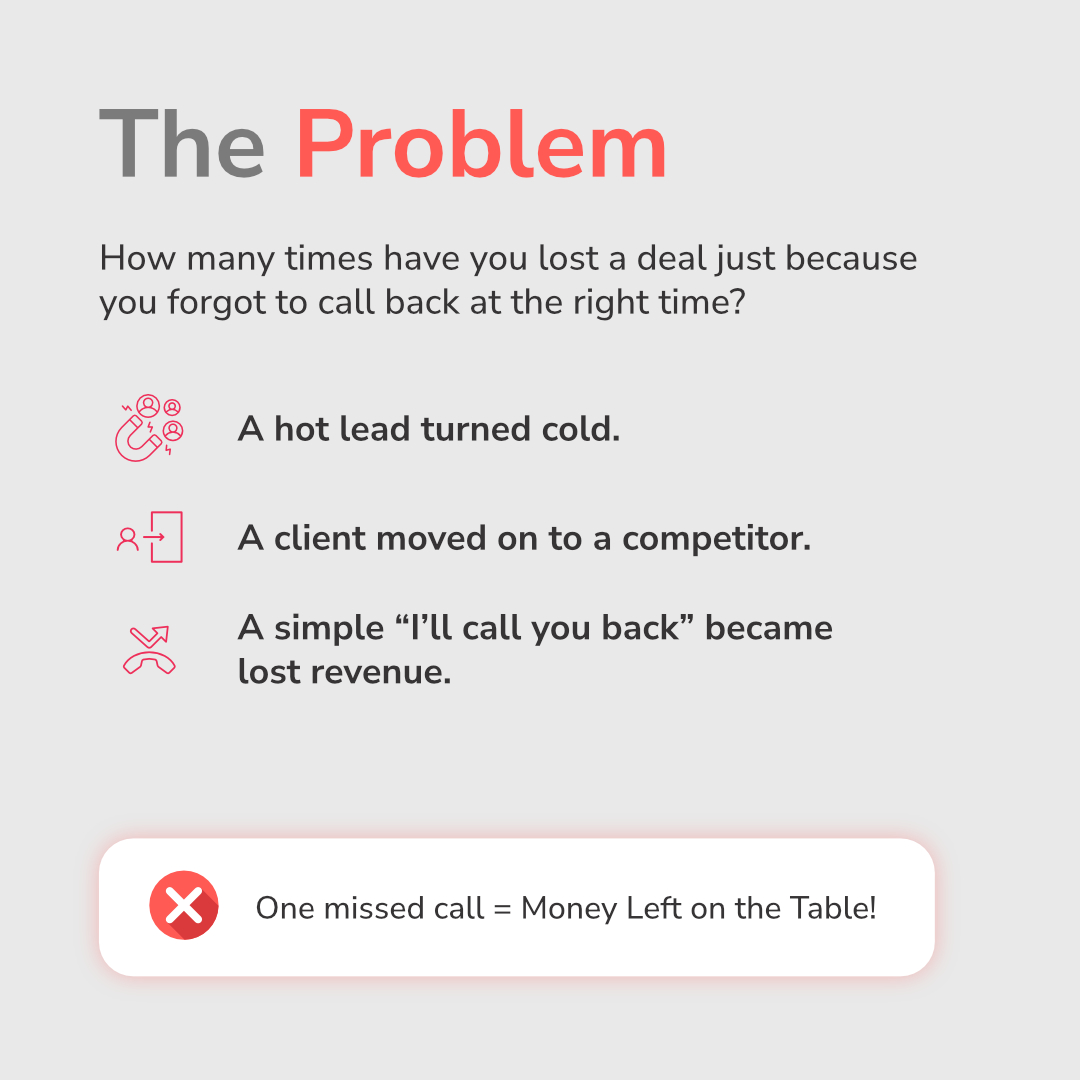 The Problem
How many times have you lost a deal just because
you forgot to call back at the right time?
A hot lead turned cold.
A client moved on to a competitor.
A simple “I’ll call you back” became
lost revenue.
One missed call = Money Left on the Table!